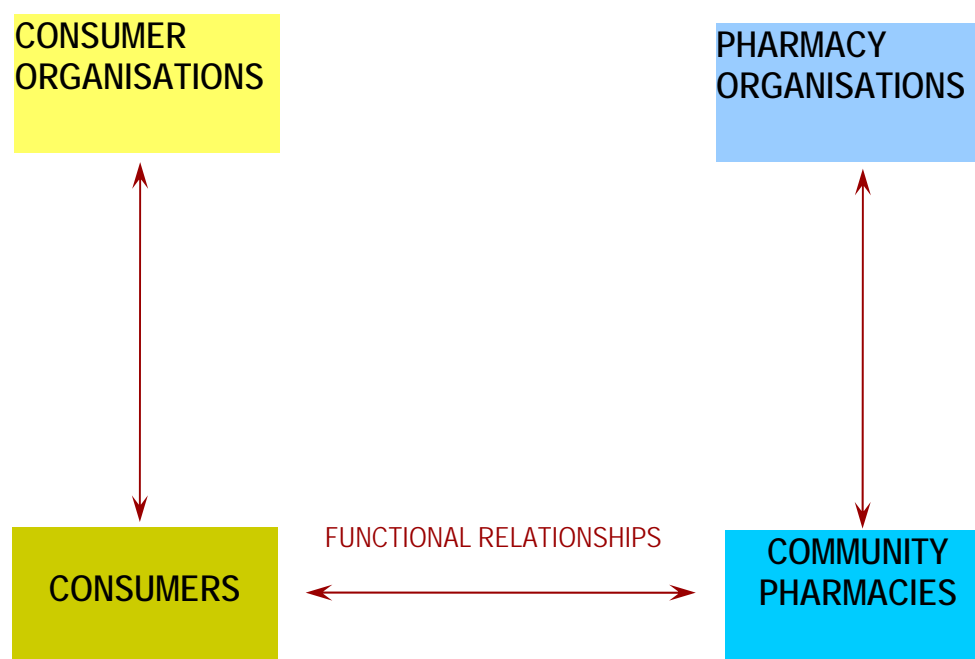 CONSUMER
ORGANISATIONS
PHARMACY
ORGANISATIONS
FUNCTIONAL RELATIONSHIPS
CONSUMERS
COMMUNITY
PHARMACIES